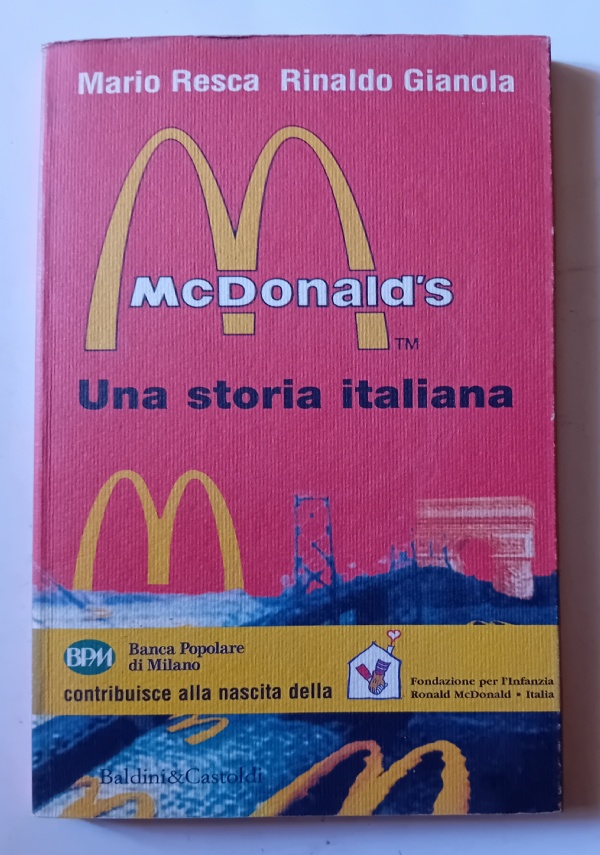 Mario Resca Rinaldo Gianola
McDonald's
TM
Una storia italiana
BPM
Banca Popolare
di Milano
contribuisce alla nascita della
Fondazione per l'Infanzia
Ronald McDonald • Italia
Baldini&Castoldi